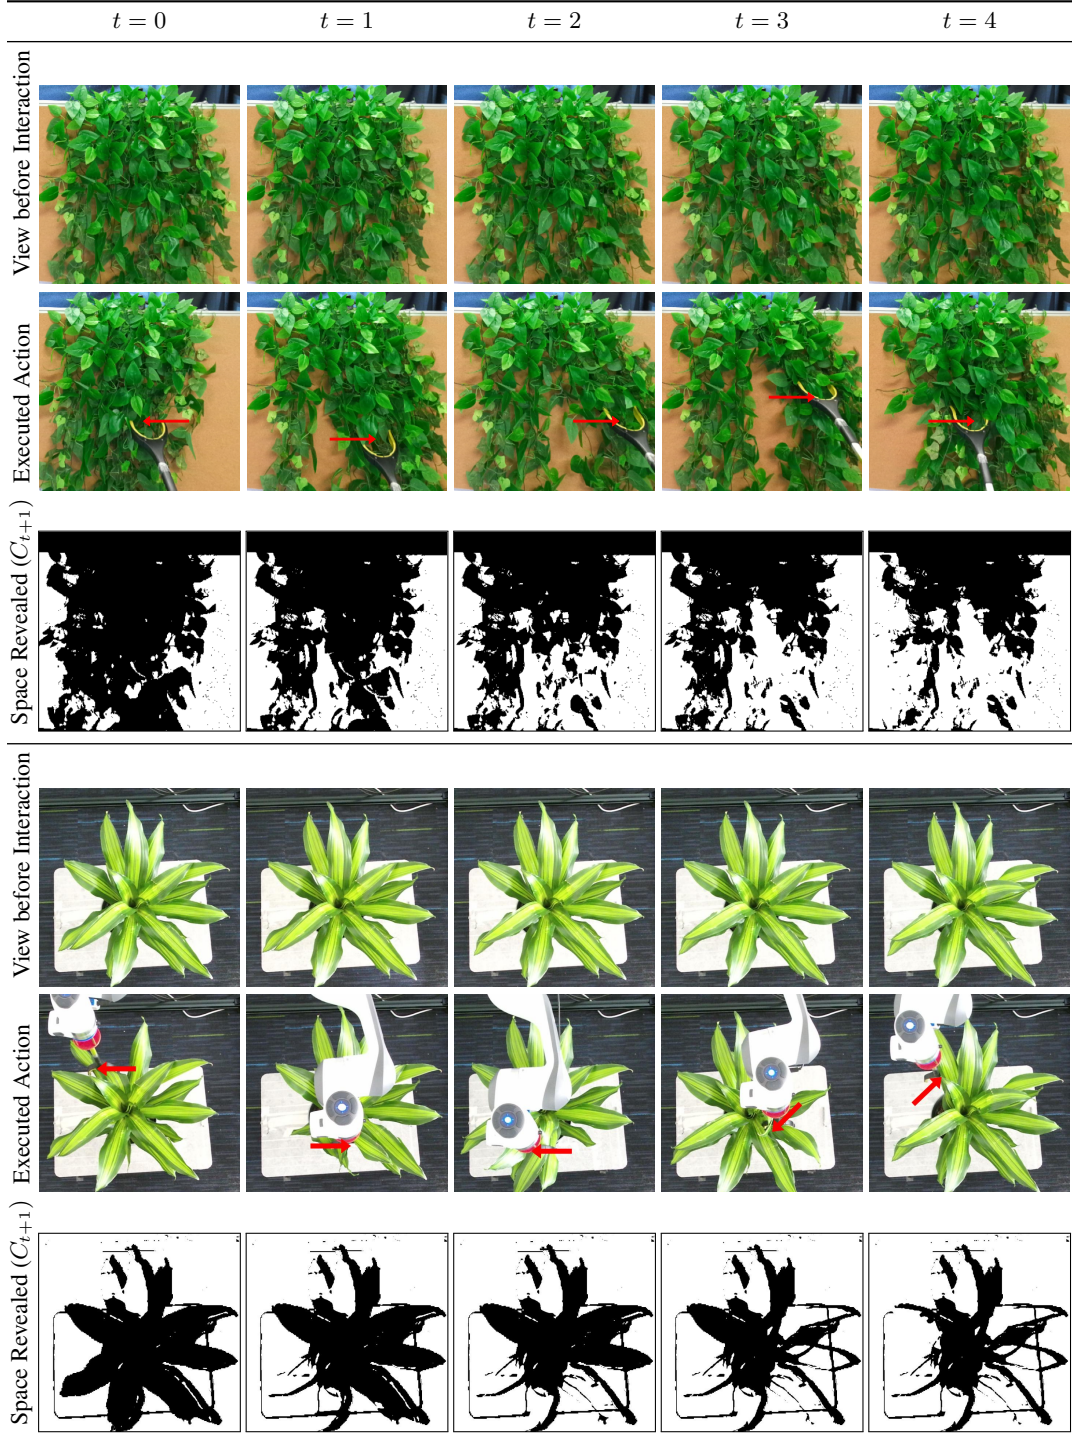 t = 0 t = 1 t = 2 t = 3 t = 4
View before Interaction
Executed Action
Space Revealed (C_{t+1})
View before Interaction
Executed Action
Space Revealed (C_{t+1})